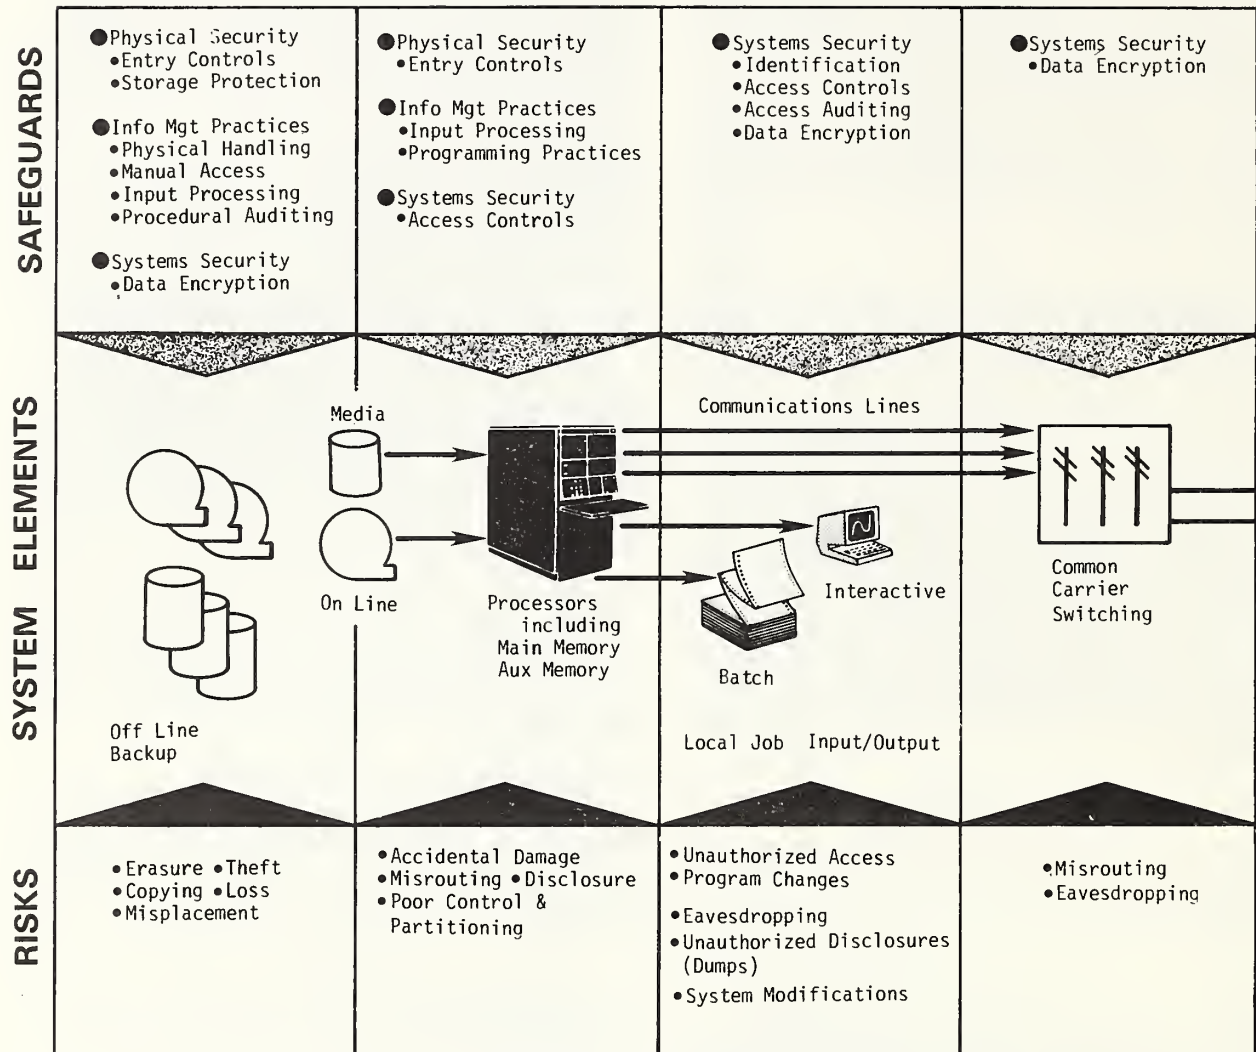 SAFEGUARDS
●Physical Security
•Entry Controls
•Storage Protection
●Info Mgt Practices
•Physical Handling
•Manual Access
•Input Processing
•Procedural Auditing
●Systems Security
•Data Encryption
●Physical Security
•Entry Controls
●Info Mgt Practices
•Input Processing
•Programming Practices
●Systems Security
•Access Controls
●Systems Security
•Identification
•Access Controls
•Access Auditing
•Data Encryption
●Systems Security
•Data Encryption
SYSTEM ELEMENTS
Media
On Line
Off Line
Backup
Processors
including
Main Memory
Aux Memory
Communications Lines
Interactive
Batch
Local Job Input/Output
Common
Carrier
Switching
RISKS
•Erasure •Theft
•Copying •Loss
•Misplacement
•Accidental Damage
•Misrouting •Disclosure
•Poor Control &
Partitioning
•Unauthorized Access
•Program Changes
•Eavesdropping
•Unauthorized Disclosures
(Dumps)
•System Modifications
•Misrouting
•Eavesdropping